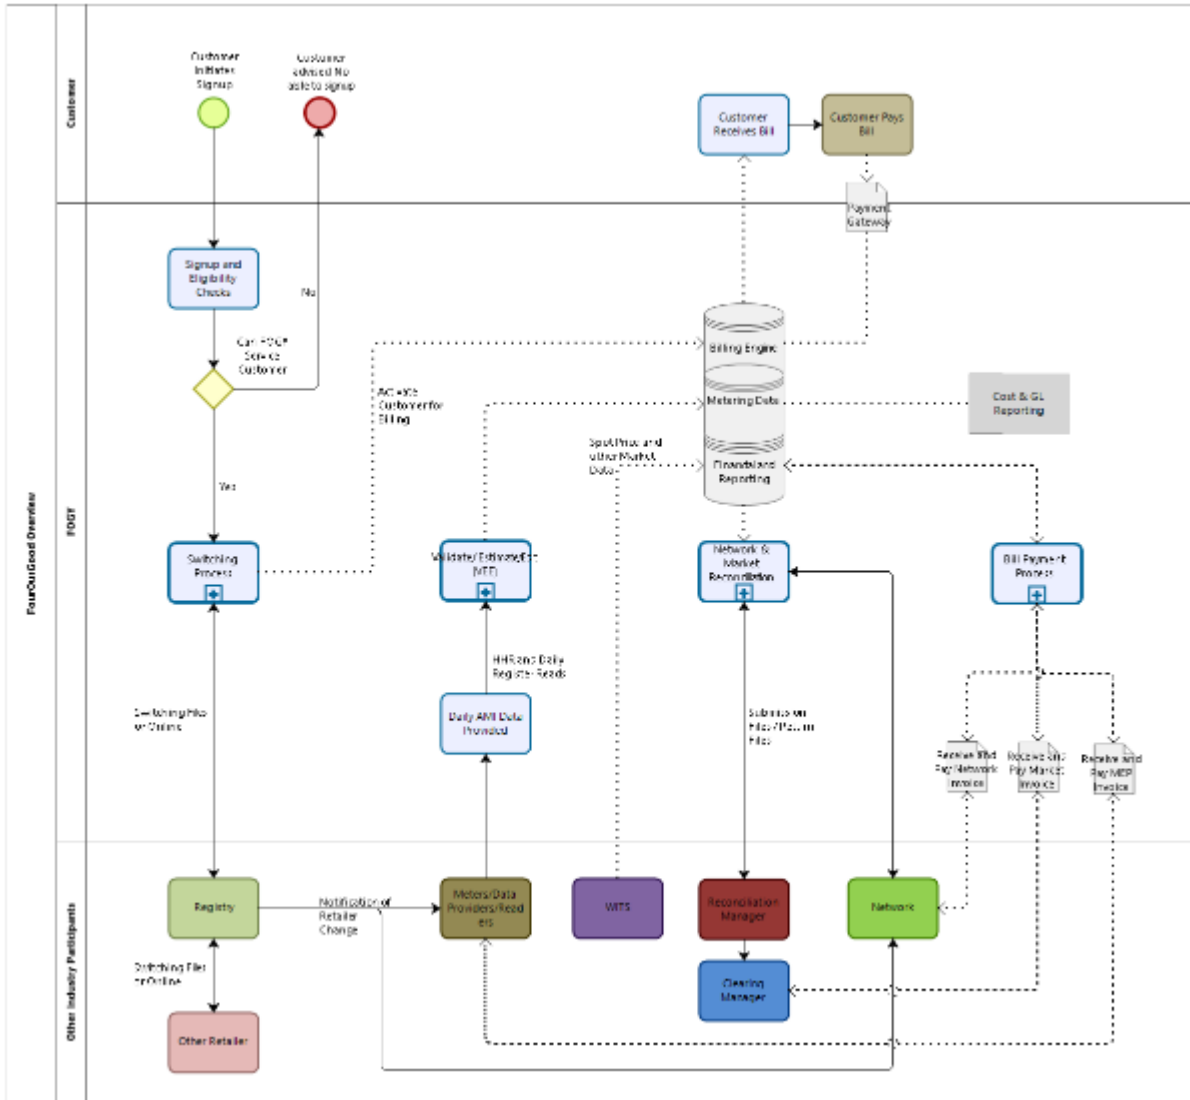 Customer
Initiates
Signup
Customer
advised No
able to signup
Customer
Customer
Receives Bill
Customer Pays
Bill
Payment
Gateway
Signup and
Eligibility
Checks
No
Service
Customer
Billing Engine
Activate
Customer for
Billing
Metering Data
Cost & GL
Reporting
Spot Price and
other Market
Data
Financial and
Reporting
Yes
FourOurGood Overview
FOGY
Switching
Process
Validate/Estimate/
Network &
Market
Reconciliation
Bill Payment
Process
HHR and Daily
Register Reads
Daily AMI Data
Provided
Switching Files
or Online
Submission
Files/Return
Files
Receive and
Pay Network
Invoice
Receive and
Pay Market
Invoice
Receive and
Pay MEP
Invoice
Other Industry Participants
Registry
Notification of
Retailer
Change
Meters/Data
Providers/Read
ers
WITS
Reconciliation
Manager
Network
Switching Files
or Online
Clearing
Manager
Other Retailer